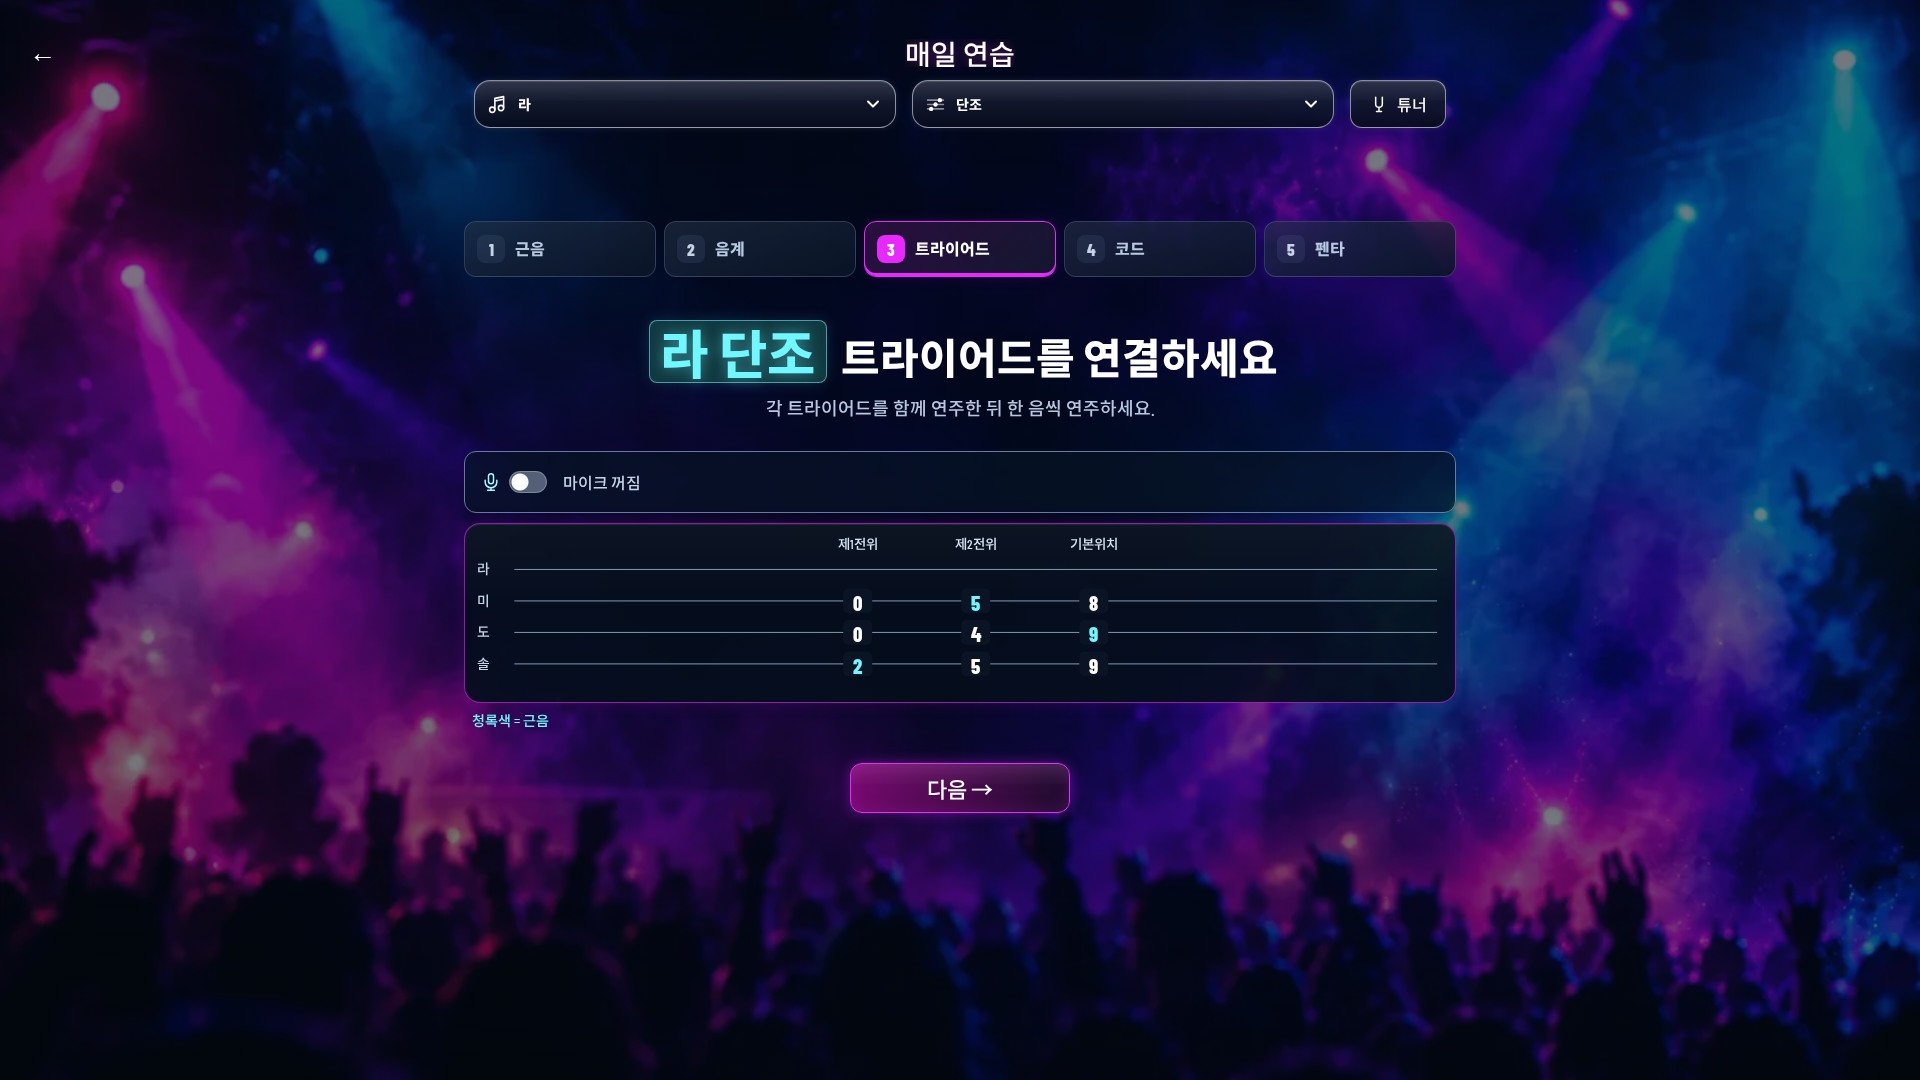 ←
매일 연습
라
단조
튜너
1 근음
2 음계
3 트라이어드
4 코드
5 펜타
라 단조 트라이어드를 연결하세요
각 트라이어드를 함께 연주한 뒤 한 음씩 연주하세요.
마이크 꺼짐
제1전위 제2전위 기본위치
라
미 0 5 8
도 0 4 9
솔 2 5 9
청록색 = 근음
다음 →